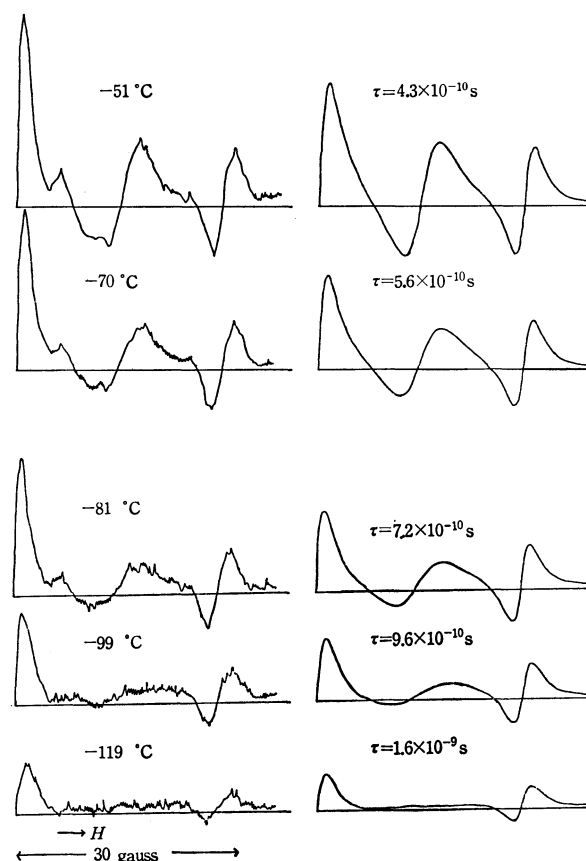 −51 °C
τ=4.3×10⁻¹⁰s
−70 °C
τ=5.6×10⁻¹⁰s
−81 °C
τ=7.2×10⁻¹⁰s
−99 °C
τ=9.6×10⁻¹⁰s
−119 °C
τ=1.6×10⁻⁹s
→ H
← 30 gauss →